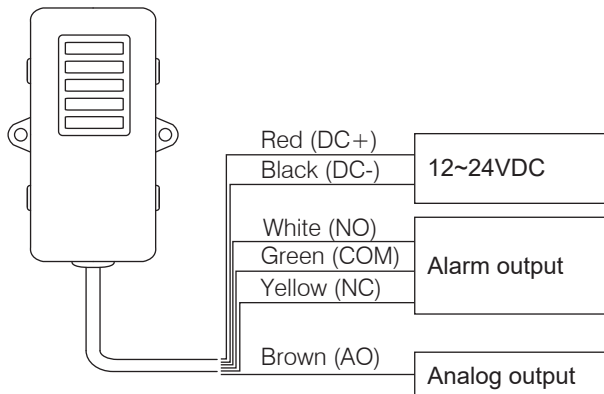 Red (DC+)
Black (DC-)
12~24VDC
White (NO)
Green (COM)
Yellow (NC)
Alarm output
Brown (AO)
Analog output